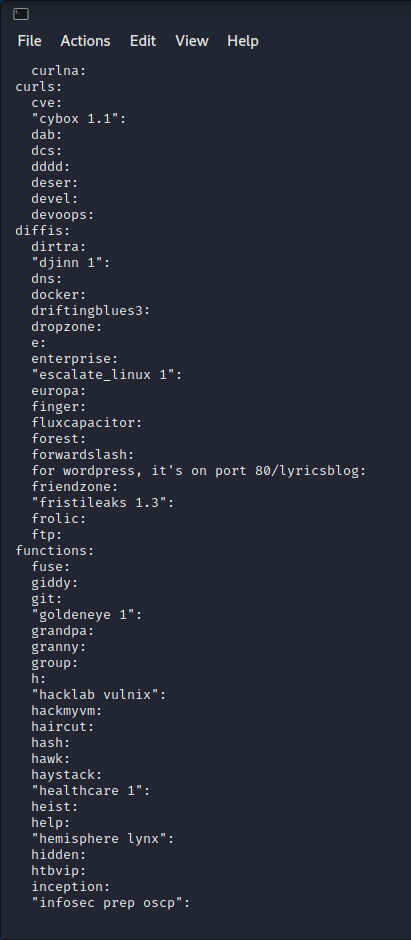 File Actions Edit View Help
curlna:
curls:
cve:
"cybox 1.1":
dab:
dcs:
dddd:
deser:
devel:
devoops:
diffis:
dirtra:
"djinn 1":
dns:
docker:
driftingblues3:
dropzone:
e:
enterprise:
"escalate_linux 1":
europa:
finger:
fluxcapacitor:
forest:
forwardslash:
for wordpress, it's on port 80/lyricsblog:
friendzone:
"fristileaks 1.3":
frolic:
ftp:
functions:
fuse:
giddy:
git:
"goldeneye 1":
grandpa:
granny:
group:
h:
"hacklab vulnix":
hackmyvm:
haircut:
hash:
hawk:
haystack:
"healthcare 1":
heist:
help:
"hemisphere lynx":
hidden:
htbvip:
inception:
"infosec prep oscp":